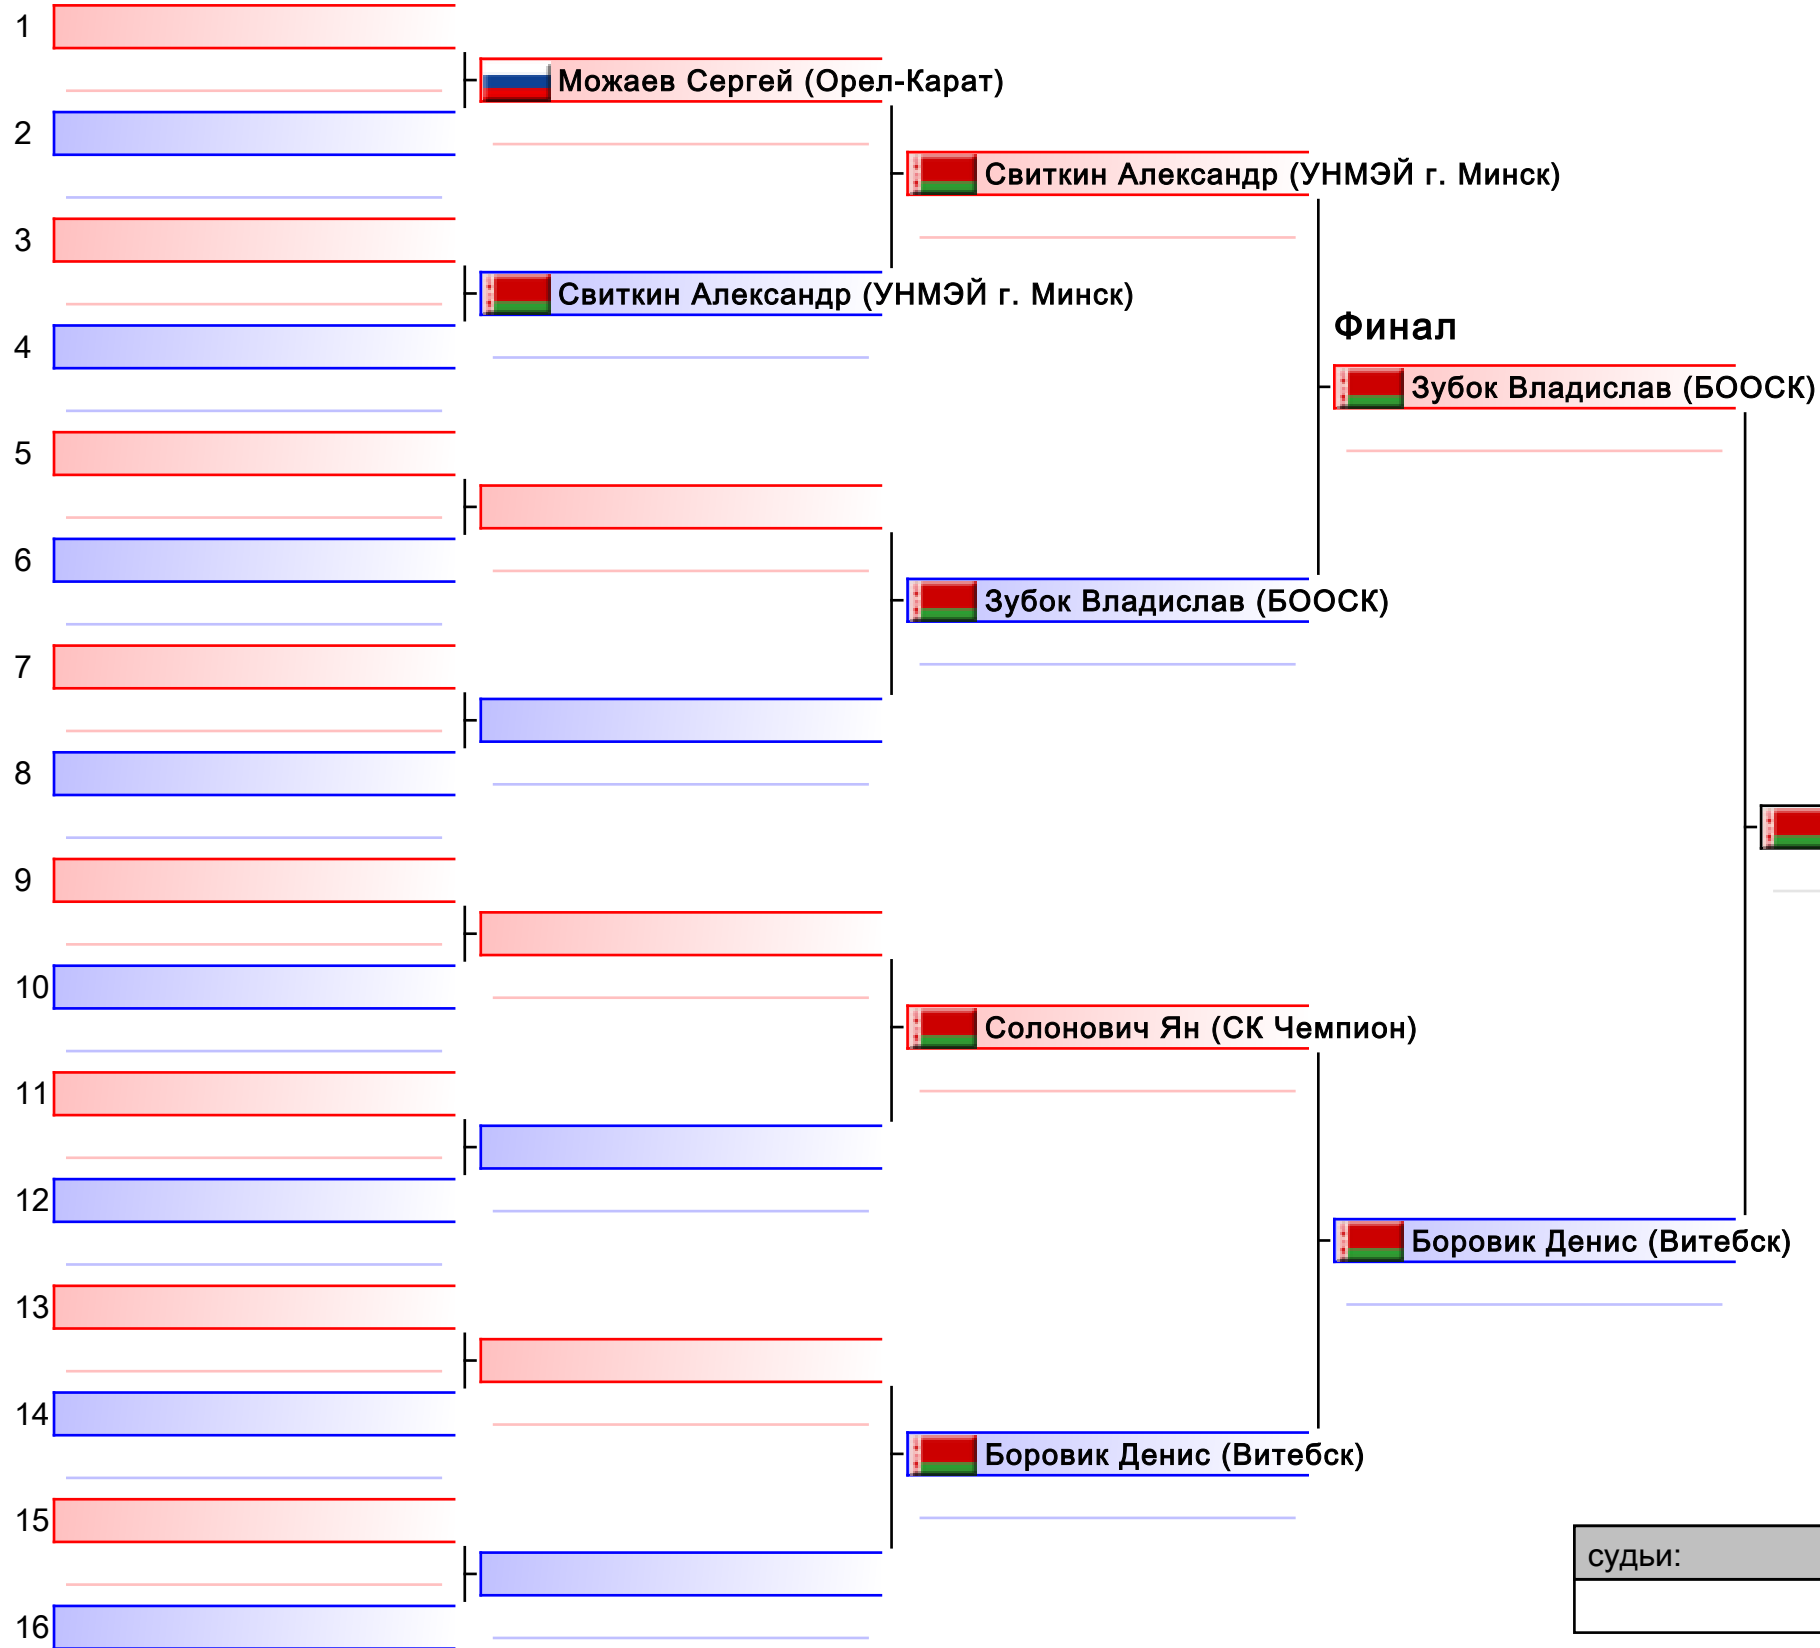 1
Можаев Сергей (Орел-Карат)
2
Свиткин Александр (УНМЭЙ г. Минск)
3
Свиткин Александр (УНМЭЙ г. Минск)
4
Финал
Зубок Владислав (БООСК)
5
6
Зубок Владислав (БООСК)
7
8
9
10
Солонович Ян (СК Чемпион)
11
12
Боровик Денис (Витебск)
13
14
Боровик Денис (Витебск)
15
судьи:
16